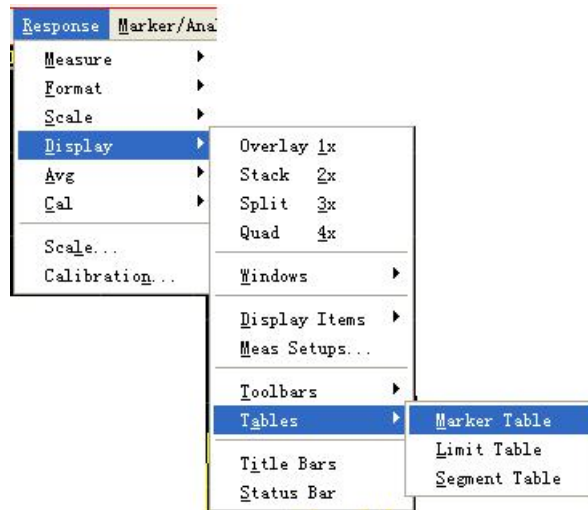 Response Marker/Ana
Measure
Format
Scale
Display
Avg
Cal
Scale...
Calibration...
Overlay 1x
Stack 2x
Split 3x
Quad 4x
Windows
Display Items
Meas Setups...
Toolbars
Tables
Title Bars
Status Bar
Marker Table
Limit Table
Segment Table